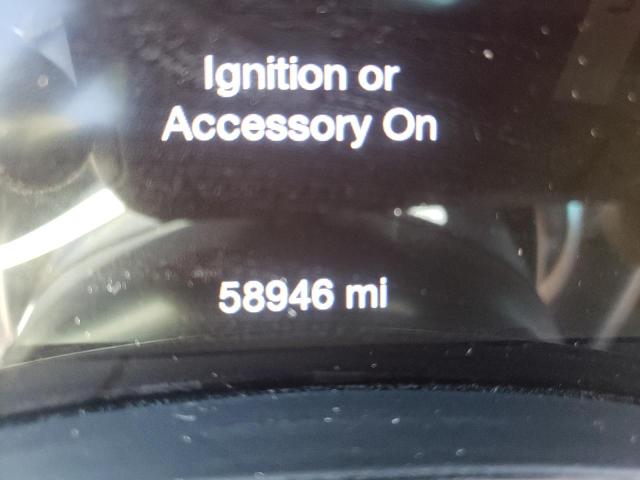 Ignition or
Accessory On
58946 mi